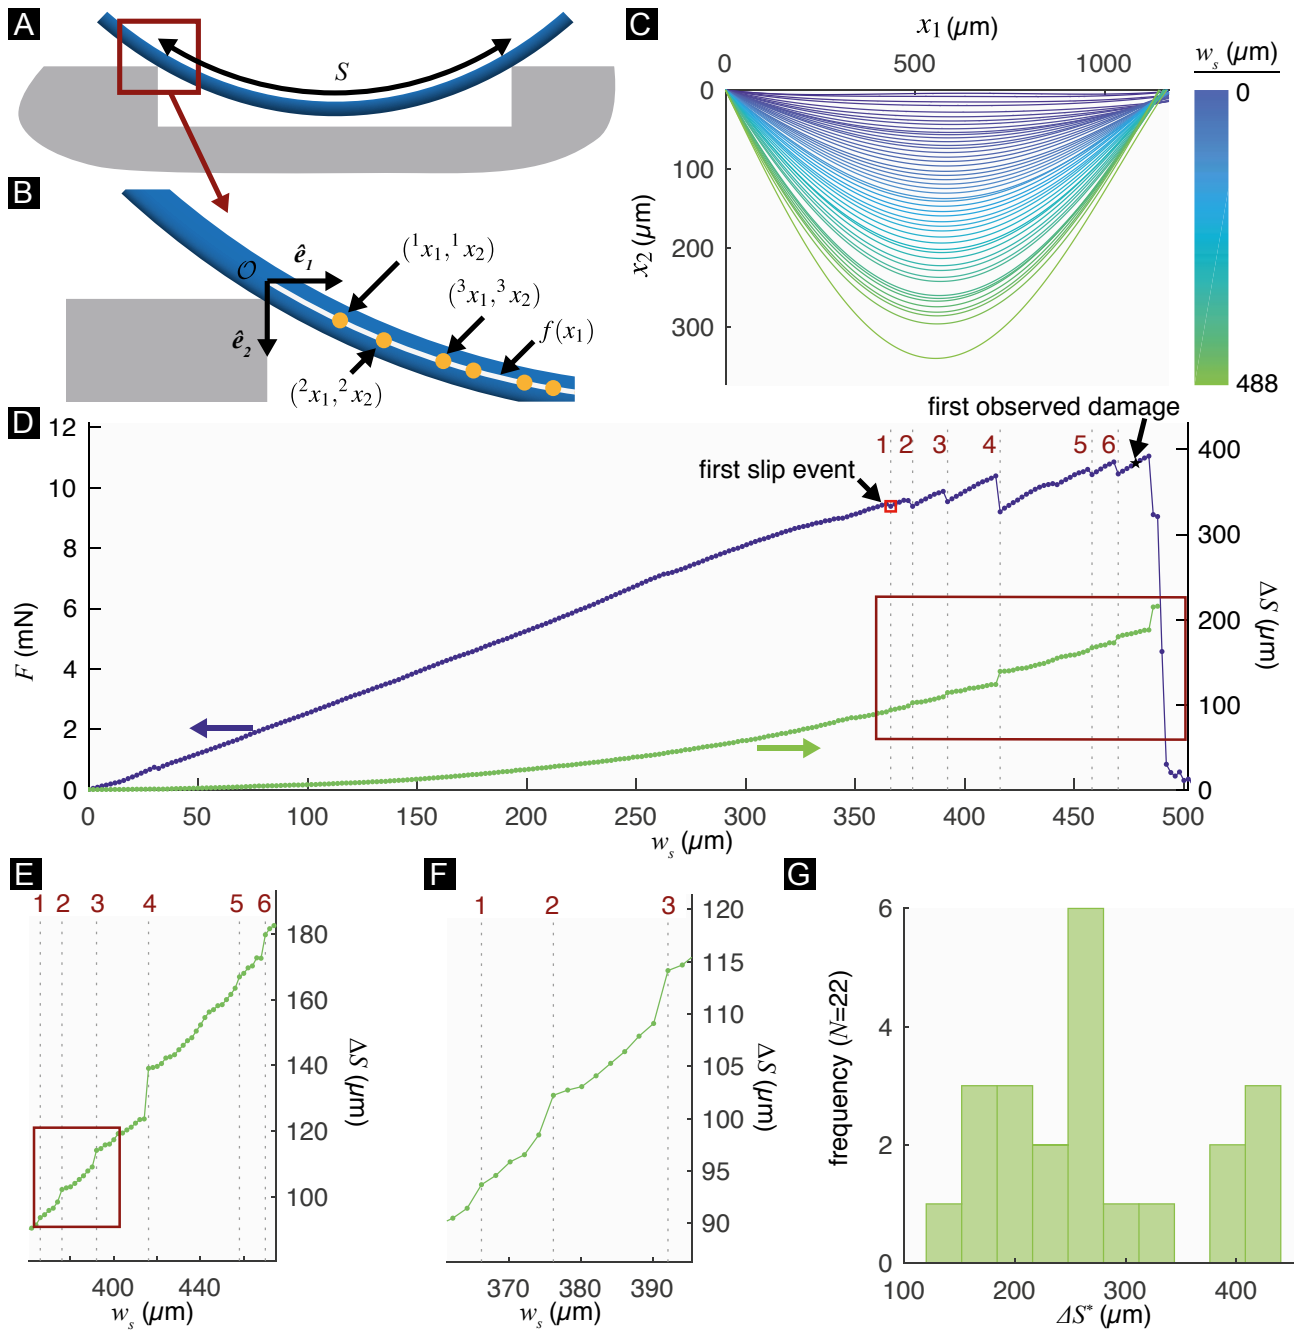 A
S
B
𝒪
ê₁
ê₂
(¹x₁,¹x₂)
(³x₁,³x₂)
f(x₁)
(²x₁,²x₂)
C
x₁ (µm)
0 500 1000
0
100
200
300
x₂ (µm)
wₛ (µm)
0
488
D
12
10
8
6
4
2
0
F (mN)
first slip event
first observed damage
1 2 3 4 5 6
400
300
200
100
0
ΔS (µm)
0 50 100 150 200 250 300 350 400 450 500
wₛ (µm)
E
1 2 3 4 5 6
180
160
140
120
100
ΔS (µm)
400 440
wₛ (µm)
F
1 2 3
120
115
110
105
100
95
90
ΔS (µm)
370 380 390
wₛ (µm)
G
6
4
2
0
frequency (N=22)
100 200 300 400
ΔS* (µm)